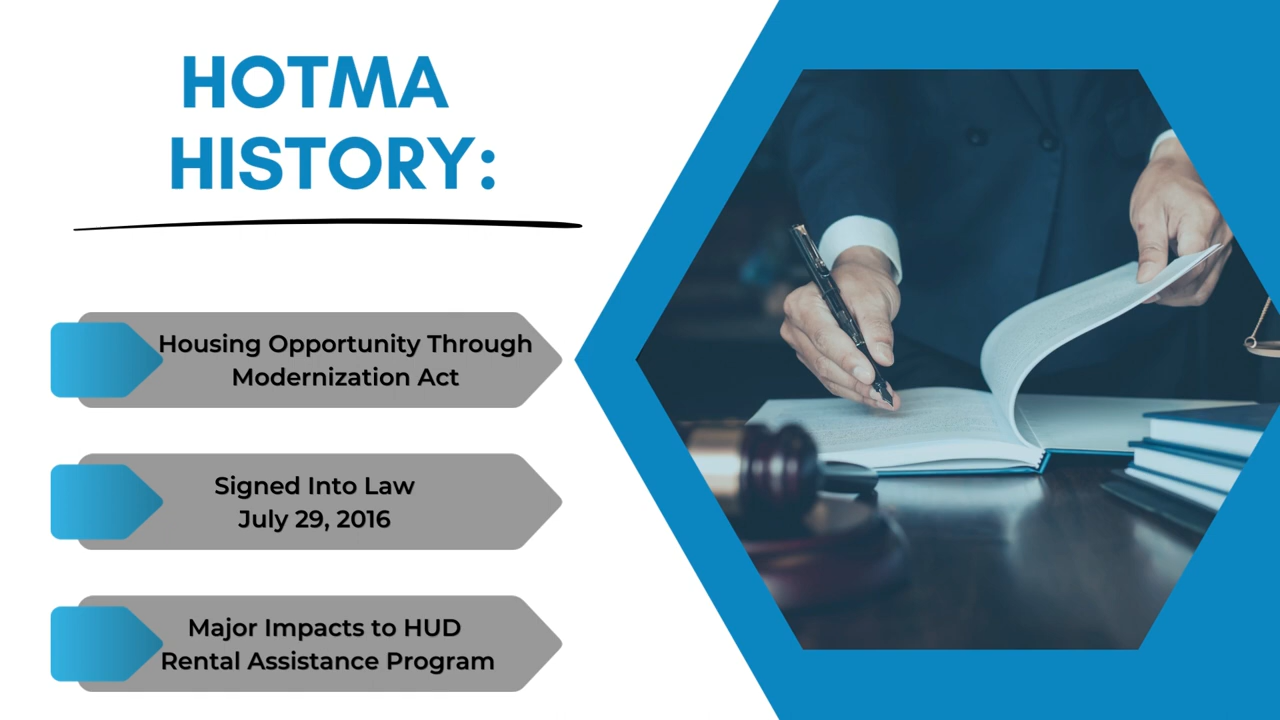 HOTMA
HISTORY:
Housing Opportunity Through
Modernization Act
Signed Into Law
July 29, 2016
Major Impacts to HUD
Rental Assistance Program